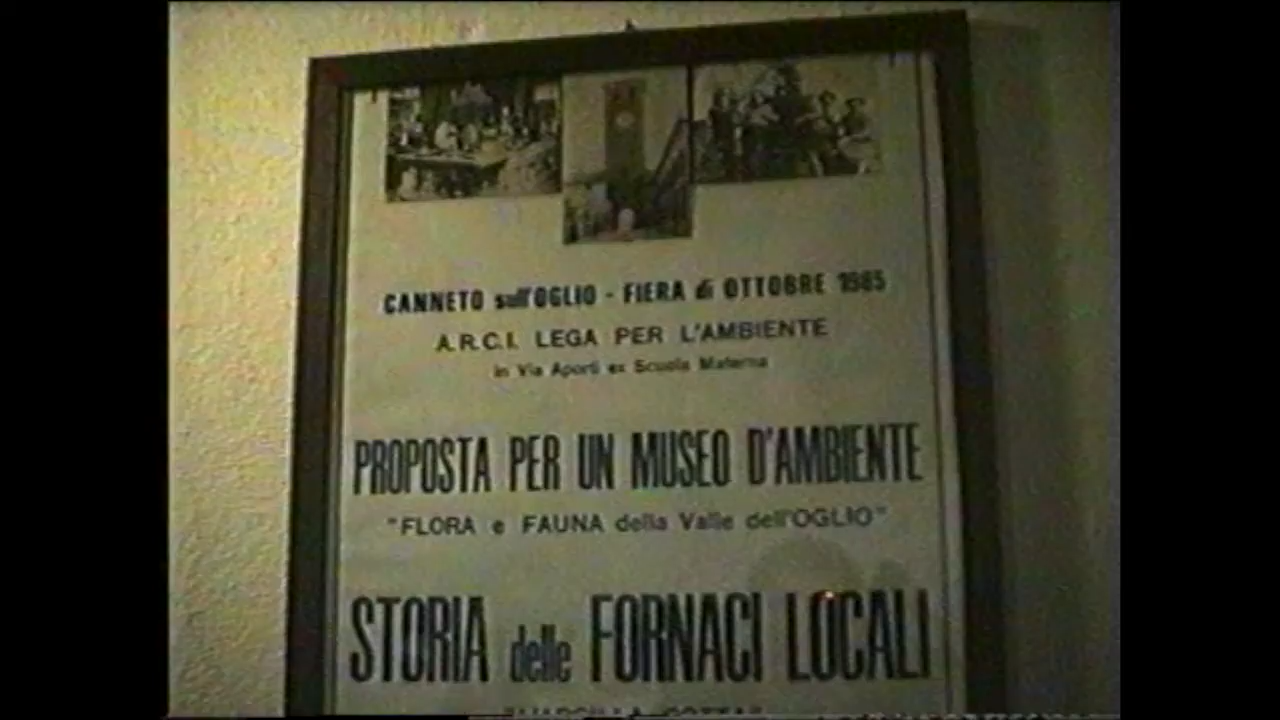 CANNETO sull'OGLIO - FIERA di OTTOBRE 1985
A.R.C.I. LEGA PER L'AMBIENTE
in Via Aporti ex Scuola Materna
PROPOSTA PER UN MUSEO D'AMBIENTE
"FLORA e FAUNA della Valle dell'OGLIO"
STORIA delle FORNACI LOCALI